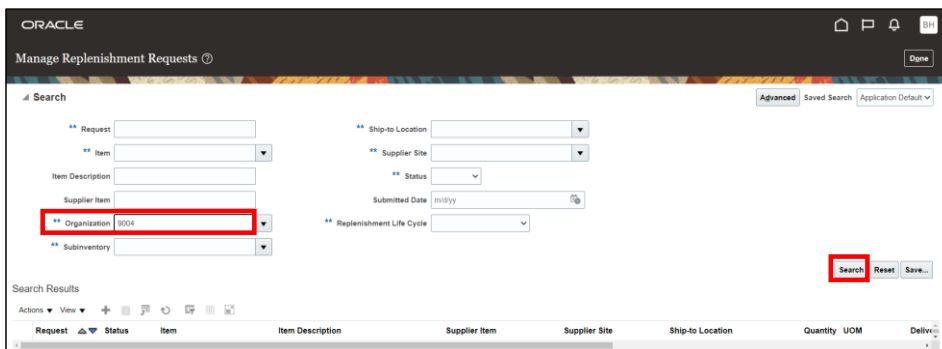 ORACLE
BH
Manage Replenishment Requests
Done
Search
Advanced Saved Search Application Default
** Request
** Ship-to Location
** Item
** Supplier Site
Item Description
** Status
Supplier Item
Submitted Date m/d/yy
** Organization 9004
** Replenishment Life Cycle
** Subinventory
Search Reset Save...
Search Results
Actions View
Request Status Item Item Description Supplier Item Supplier Site Ship-to Location Quantity UOM Delive